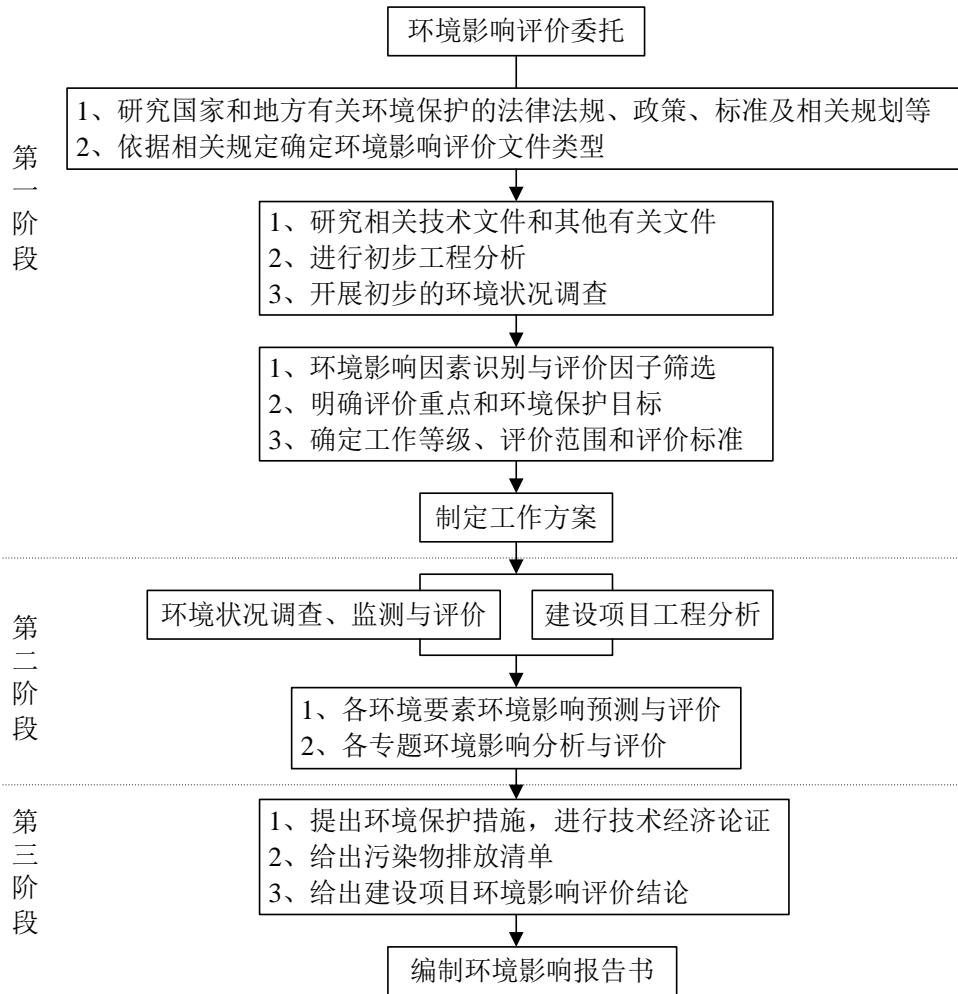 环境影响评价委托
第一阶段
1、研究国家和地方有关环境保护的法律法规、政策、标准及相关规划等
2、依据相关规定确定环境影响评价文件类型
1、研究相关技术文件和其他有关文件
2、进行初步工程分析
3、开展初步的环境状况调查
1、环境影响因素识别与评价因子筛选
2、明确评价重点和环境保护目标
3、确定工作等级、评价范围和评价标准
制定工作方案
第二阶段
环境状况调查、监测与评价
建设项目工程分析
1、各环境要素环境影响预测与评价
2、各专题环境影响分析与评价
第三阶段
1、提出环境保护措施，进行技术经济论证
2、给出污染物排放清单
3、给出建设项目环境影响评价结论
编制环境影响报告书